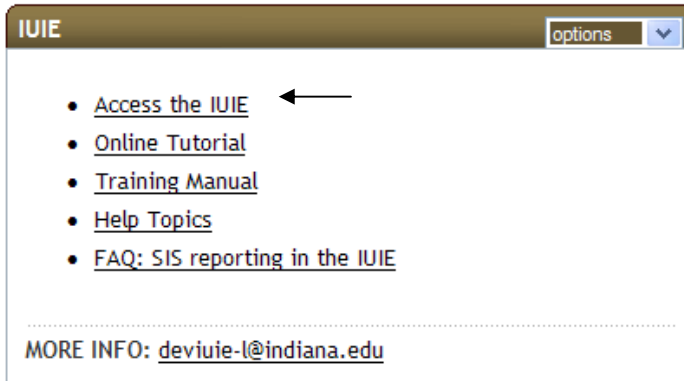 IUIE
options
Access the IUIE
Online Tutorial
Training Manual
Help Topics
FAQ: SIS reporting in the IUIE
MORE INFO: deviuie-l@indiana.edu